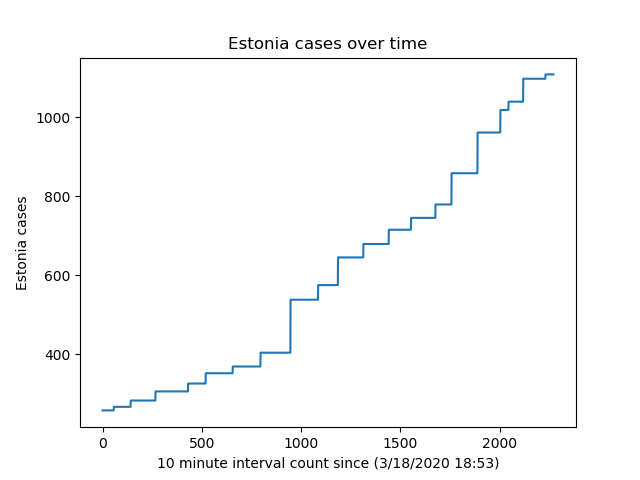 Estonia cases over time
1000
800
600
400
Estonia cases
0 500 1000 1500 2000
10 minute interval count since (3/18/2020 18:53)